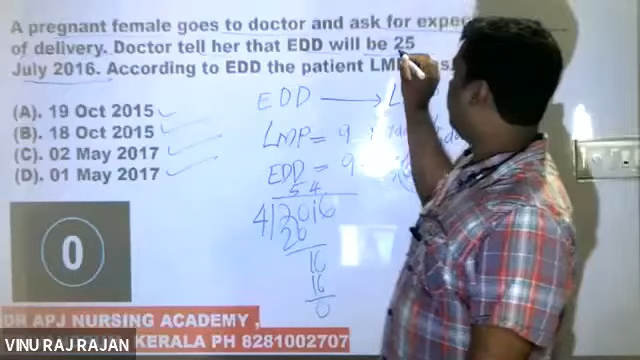 A pregnant female goes to doctor and ask for
of delivery. Doctor tell her that EDD will be 25
July 2016. According to EDD the patient
(A). 19 Oct 2015
(B). 18 Oct 2015
(C). 02 May 2017
(D). 01 May 2017
EDD → L
LMP = 9
EDD = 9
54
4|2016
20
16
16
0
0
DR APJ NURSING ACADEMY ,
KERALA PH 8281002707
VINU RAJ RAJAN